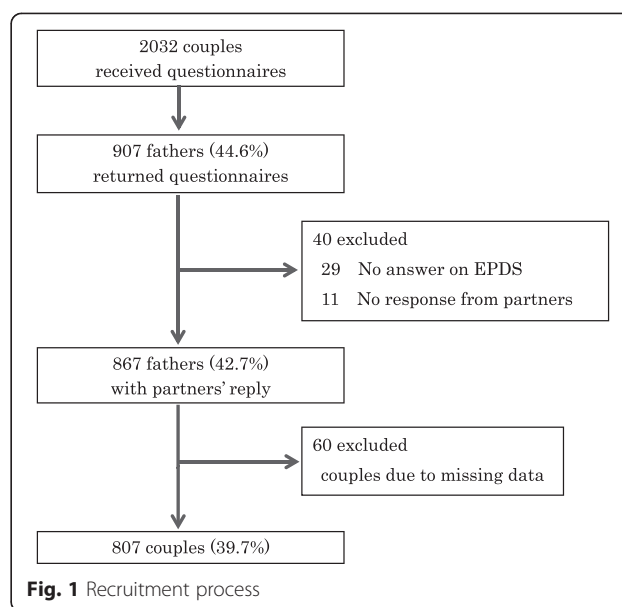 2032 couples
received questionnaires
907 fathers (44.6%)
returned questionnaires
40 excluded
29 No answer on EPDS
11 No response from partners
867 fathers (42.7%)
with partners' reply
60 excluded
couples due to missing data
807 couples (39.7%)
Fig. 1 Recruitment process